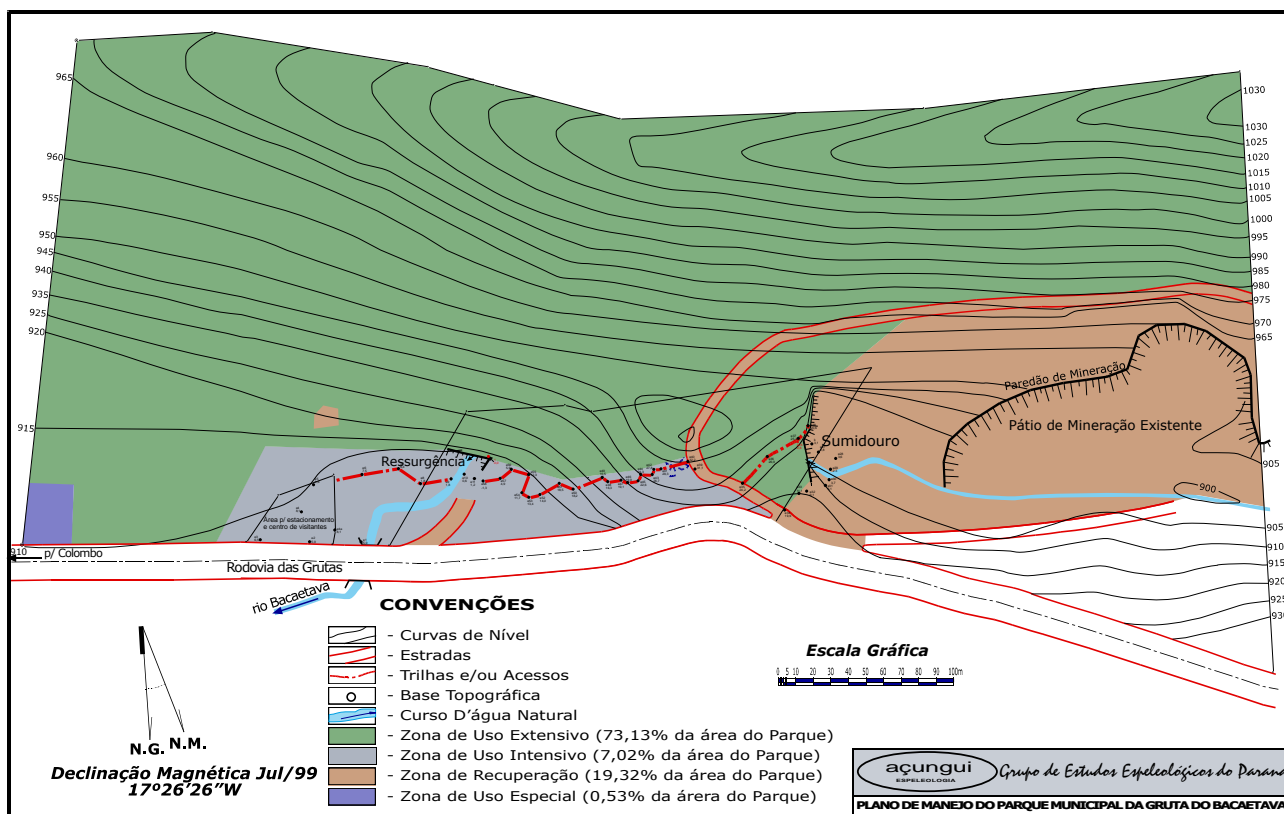 965
960
955
950
945
940
935
925
920
915
910
1030
1030
1025
1020
1015
1010
1005
1000
995
990
985
980
975
970
965
905
900
905
910
915
920
925
930
Paredão de Mineração
Pátio de Mineração Existente
Sumidouro
Ressurgência
Área p/ estacionamento
e centro de visitantes
p/ Colombo
Rodovia das Grutas
rio Bacaetava
CONVENÇÕES
- Curvas de Nível
- Estradas
- Trilhas e/ou Acessos
- Base Topográfica
- Curso D'água Natural
- Zona de Uso Extensivo (73,13% da área do Parque)
- Zona de Uso Intensivo (7,02% da área do Parque)
- Zona de Recuperação (19,32% da área do Parque)
- Zona de Uso Especial (0,53% da árera do Parque)
Escala Gráfica
0 5 10 20 30 40 50 60 70 80 90 100m
N.G. N.M.
Declinação Magnética Jul/99
17º26'26”W
açungui
ESPELEOLOGIA
Grupo de Estudos Espeleológicos do Paraná
PLANO DE MANEJO DO PARQUE MUNICIPAL DA GRUTA DO BACAETAVA